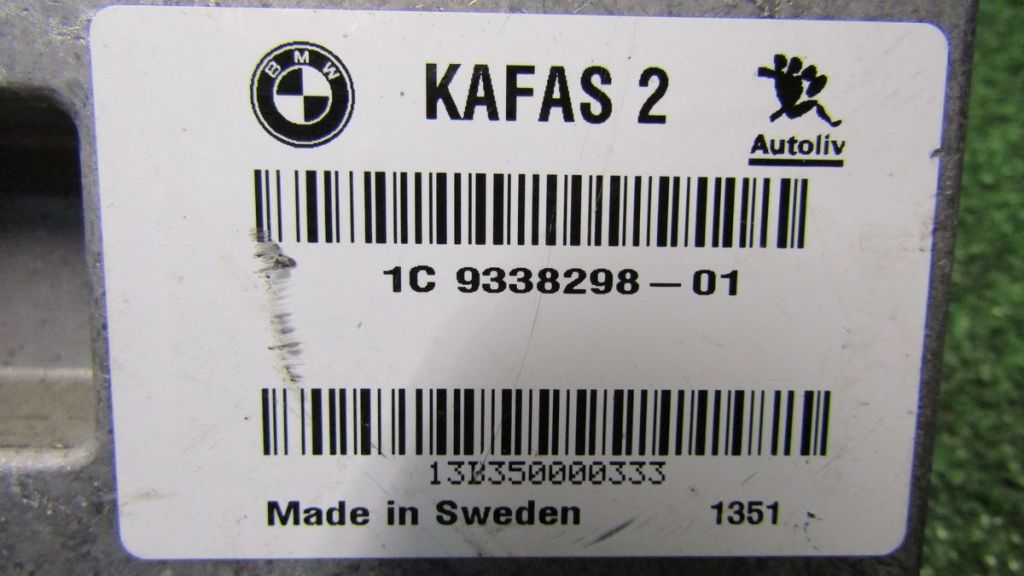 BMW KAFAS 2
Autoliv
1C 9338298-01
13B350000333
Made in Sweden 1351